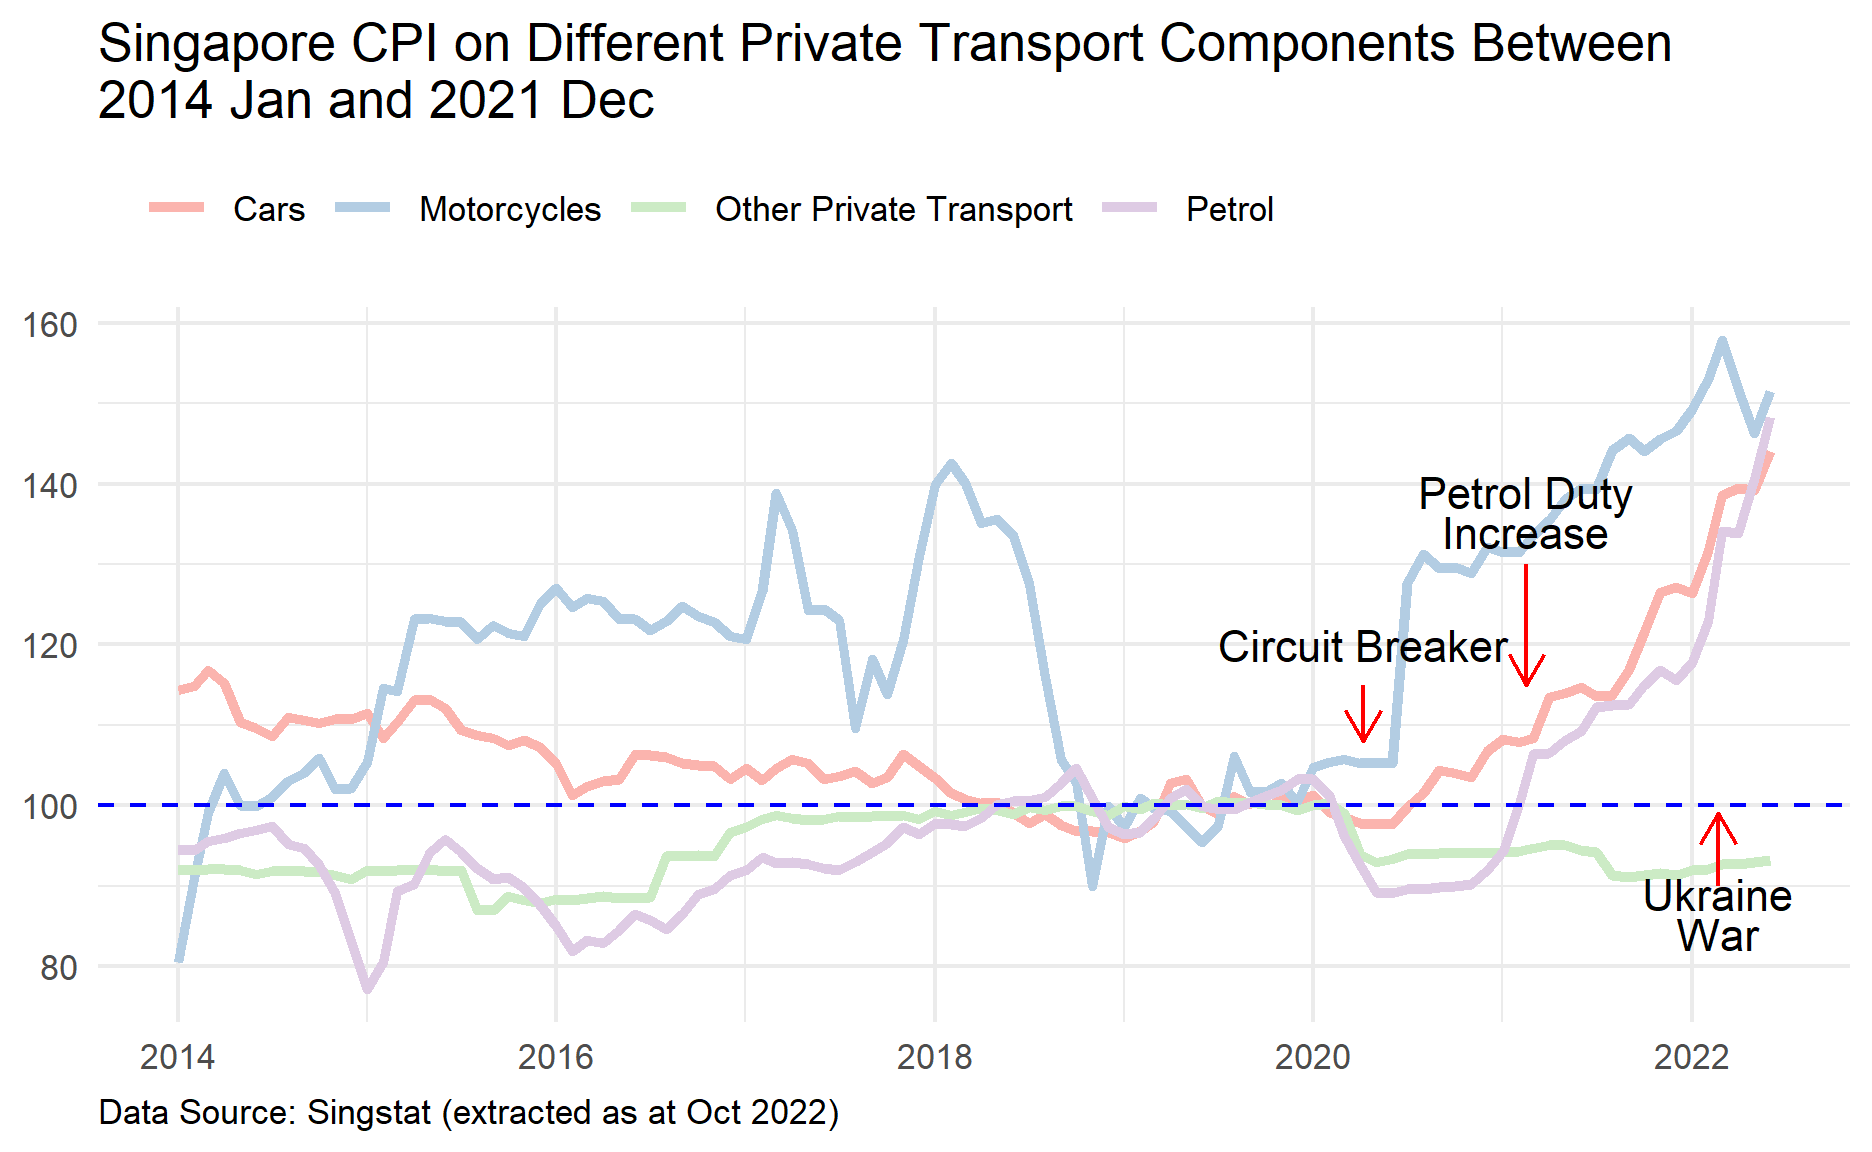 Singapore CPI on Different Private Transport Components Between
2014 Jan and 2021 Dec
Cars Motorcycles Other Private Transport Petrol
160
140
120
100
80
Petrol Duty
Increase
Circuit Breaker
Ukraine
War
2014 2016 2018 2020 2022
Data Source: Singstat (extracted as at Oct 2022)